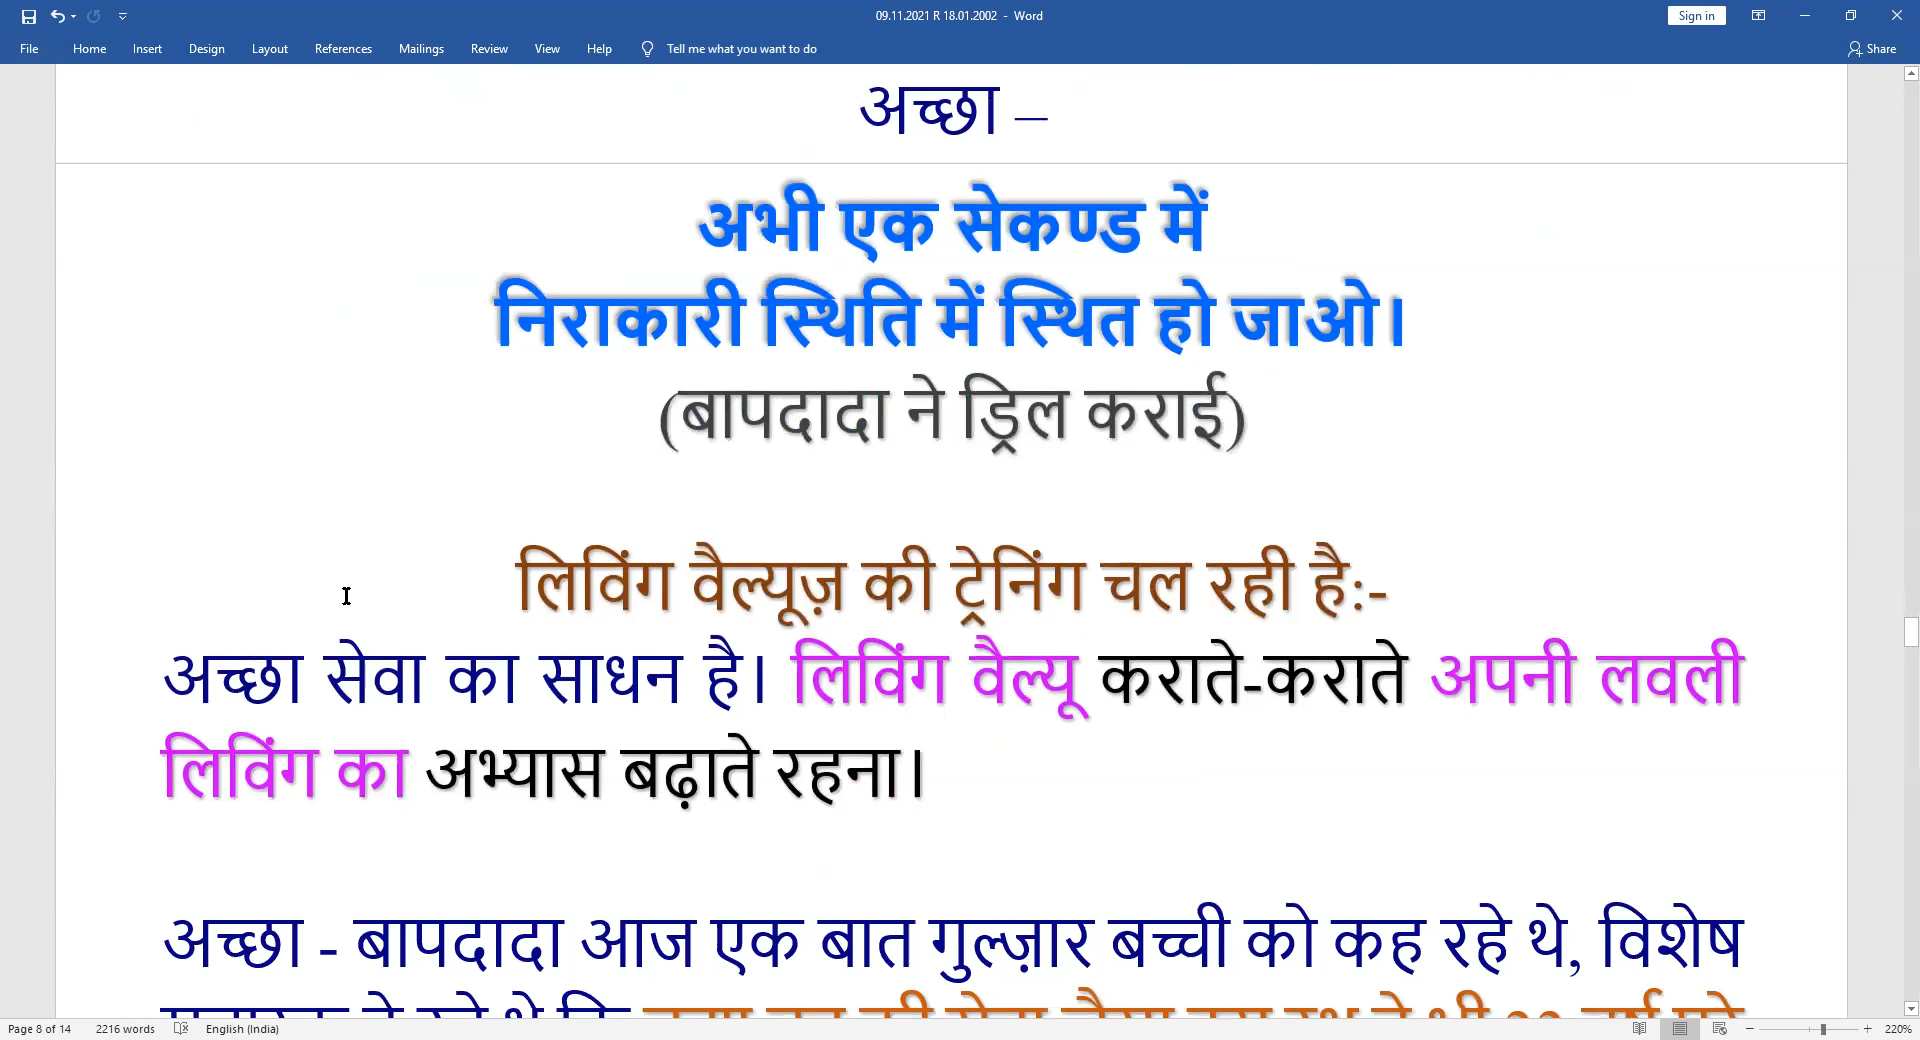 09.11.2021 R 18.01.2002 - Word
Sign in
File Home Insert Design Layout References Mailings Review View Help Tell me what you want to do Share
अच्छा –
अभी एक सेकण्ड में
निराकारी स्थिति में स्थित हो जाओ।
(बापदादा ने ड्रिल कराई)
लिविंग वैल्यूज़ की ट्रेनिंग चल रही है:-
अच्छा सेवा का साधन है। लिविंग वैल्यू कराते-कराते अपनी लवली
लिविंग का अभ्यास बढ़ाते रहना।
अच्छा - बापदादा आज एक बात गुल्ज़ार बच्ची को कह रहे थे, विशेष
Page 8 of 14 2216 words English (India) 220%